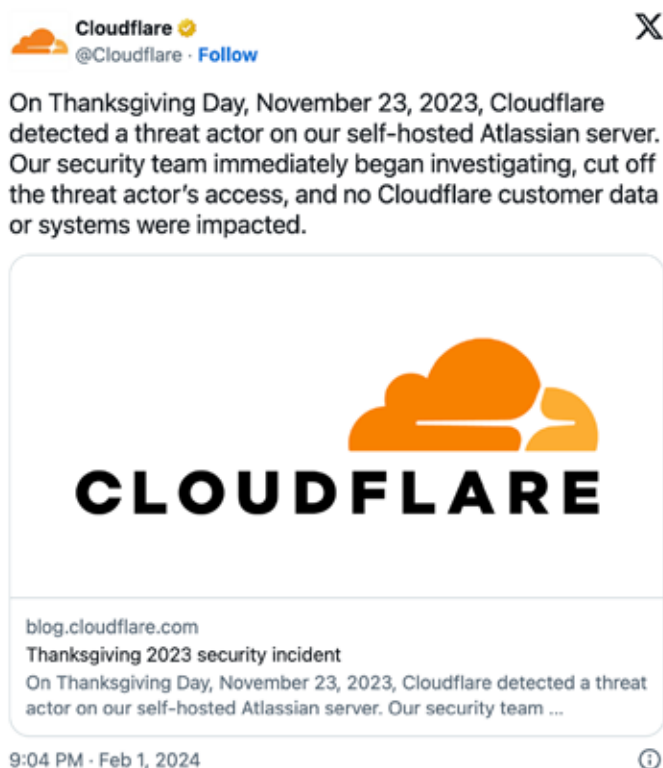 Cloudflare
@Cloudflare · Follow
On Thanksgiving Day, November 23, 2023, Cloudflare
detected a threat actor on our self-hosted Atlassian server.
Our security team immediately began investigating, cut off
the threat actor's access, and no Cloudflare customer data
or systems were impacted.
CLOUDFLARE
blog.cloudflare.com
Thanksgiving 2023 security incident
On Thanksgiving Day, November 23, 2023, Cloudflare detected a threat
actor on our self-hosted Atlassian server. Our security team ...
9:04 PM · Feb 1, 2024